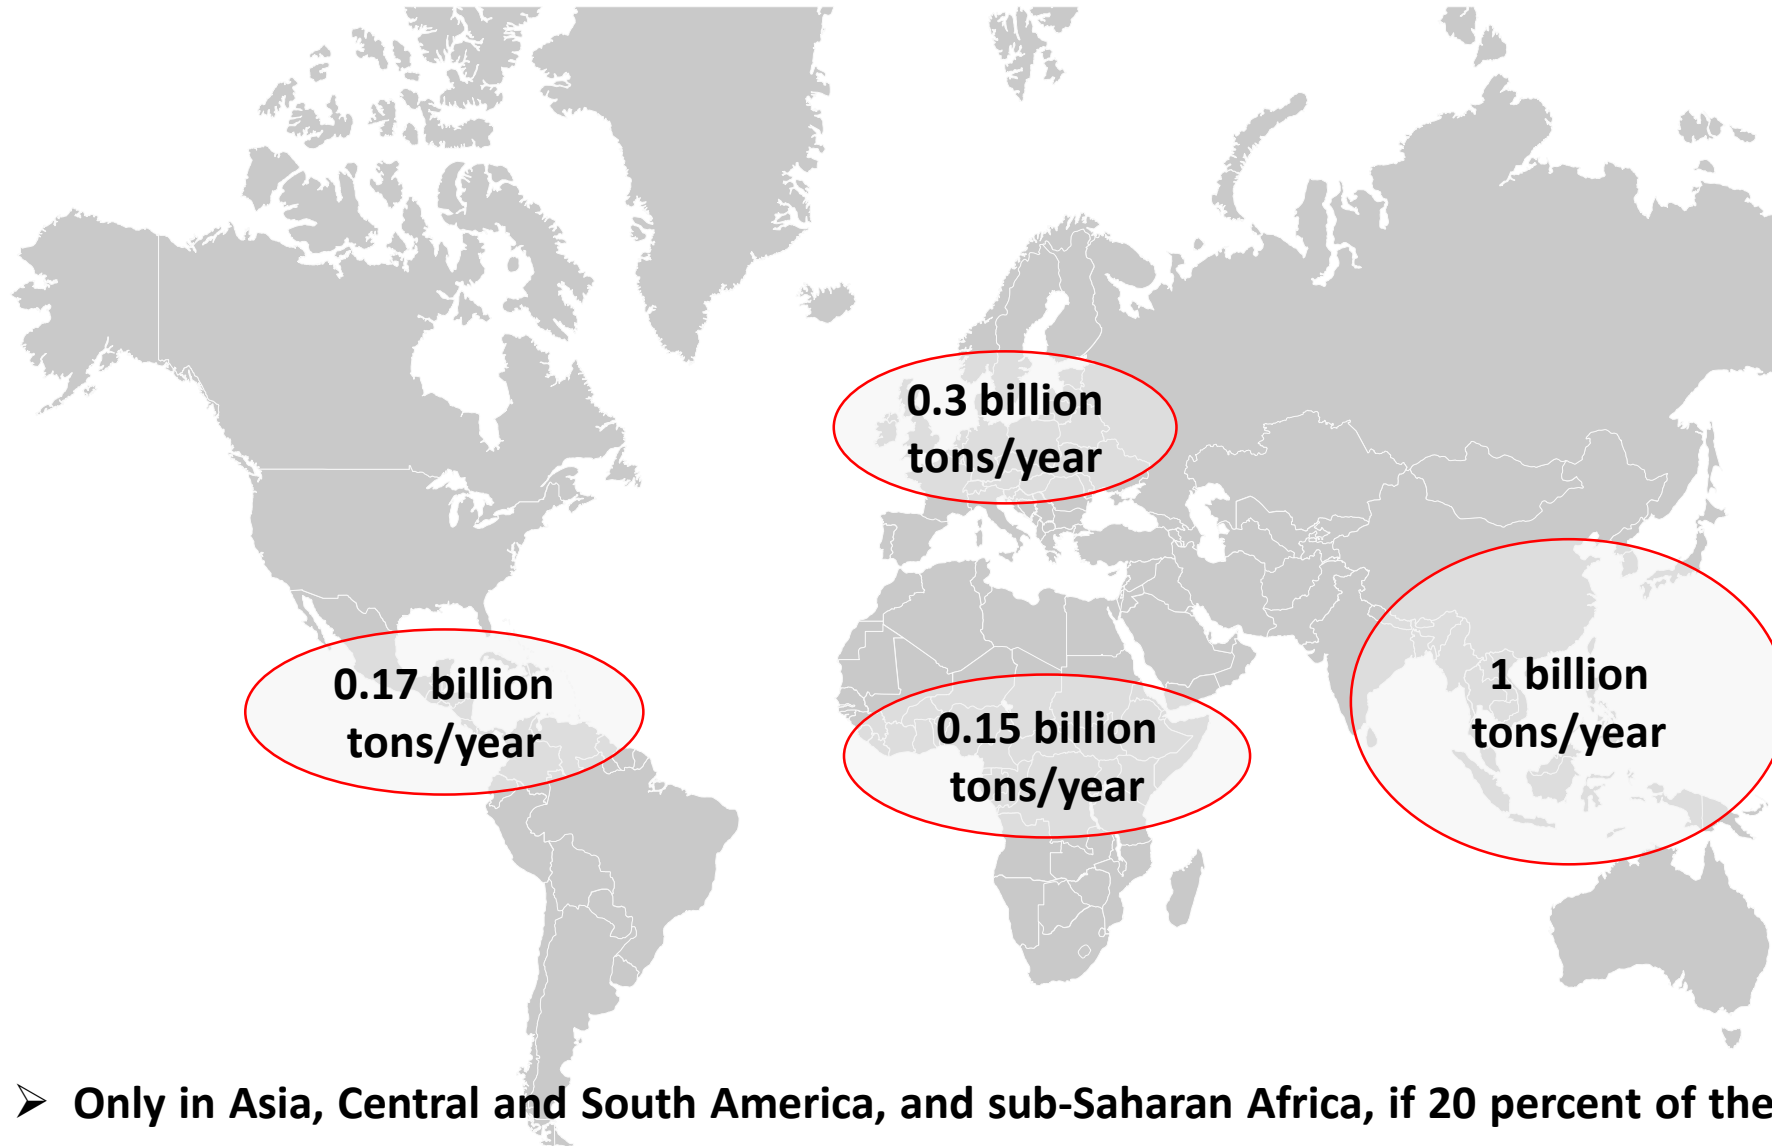 0.3 billion
tons/year
0.17 billion
tons/year
0.15 billion
tons/year
1 billion
tons/year
➢ Only in Asia, Central and South America, and sub-Saharan Africa, if 20 percent of the